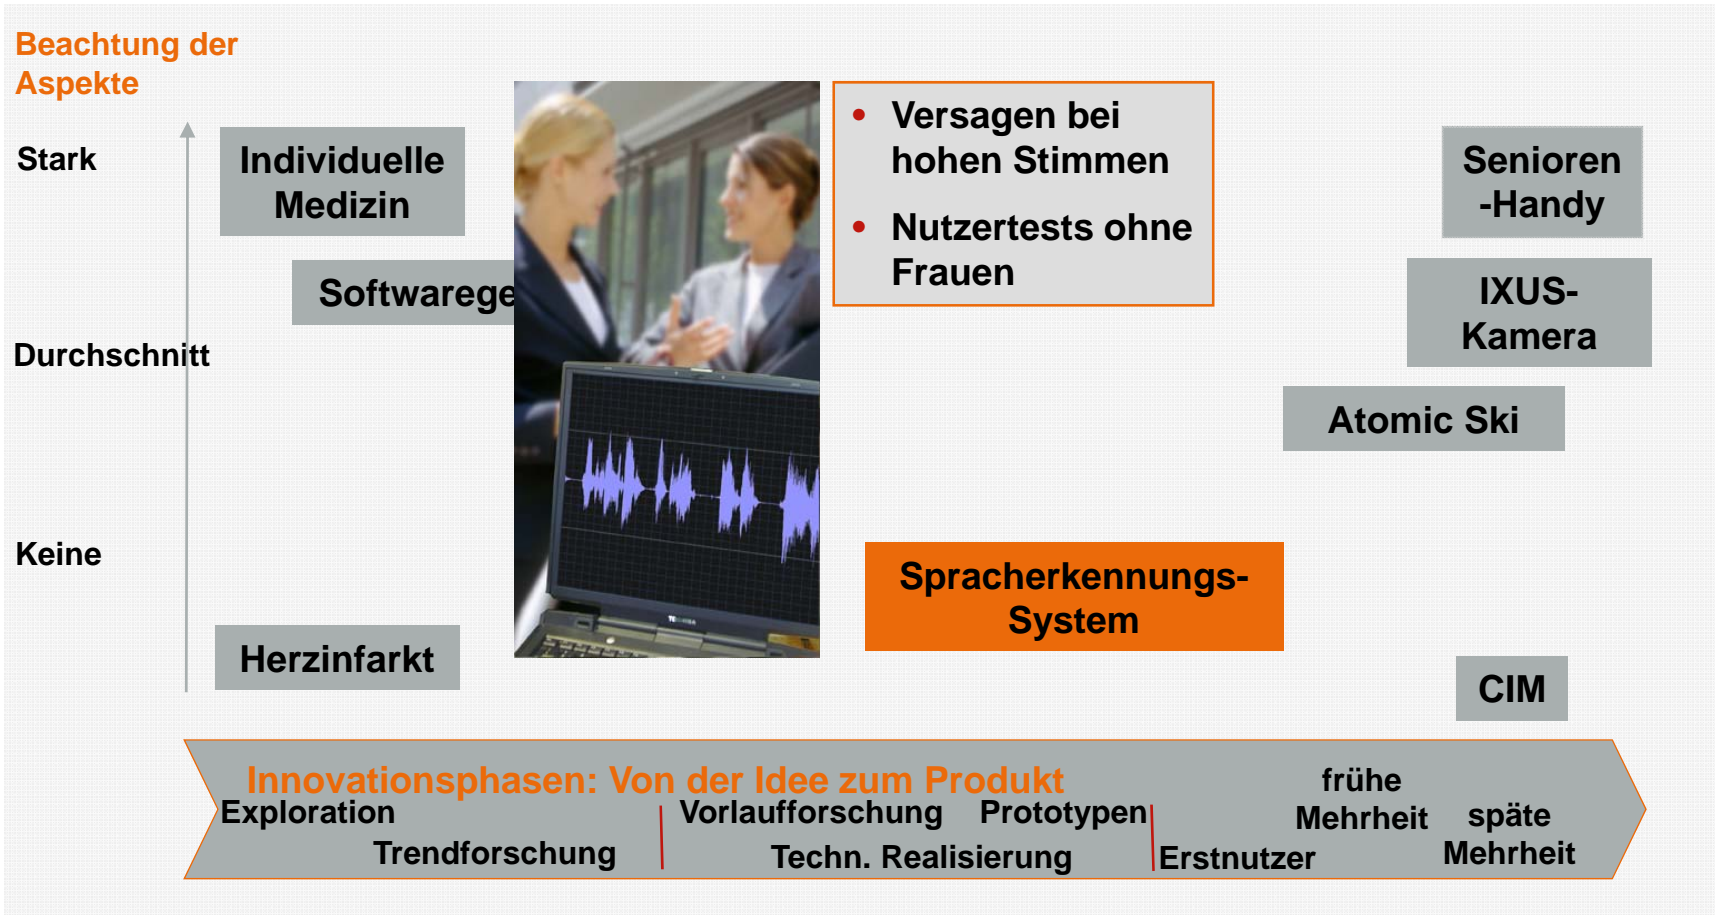 Beachtung der
Aspekte
Stark
Durchschnitt
Keine
Individuelle
Medizin
Softwarege
Herzinfarkt
• Versagen bei
hohen Stimmen
• Nutzertests ohne
Frauen
Spracherkennungs-
System
Senioren
-Handy
IXUS-
Kamera
Atomic Ski
CIM
Innovationsphasen: Von der Idee zum Produkt
Exploration
Trendforschung
Vorlaufforschung
Techn. Realisierung
Prototypen
Erstnutzer
frühe
Mehrheit
späte
Mehrheit